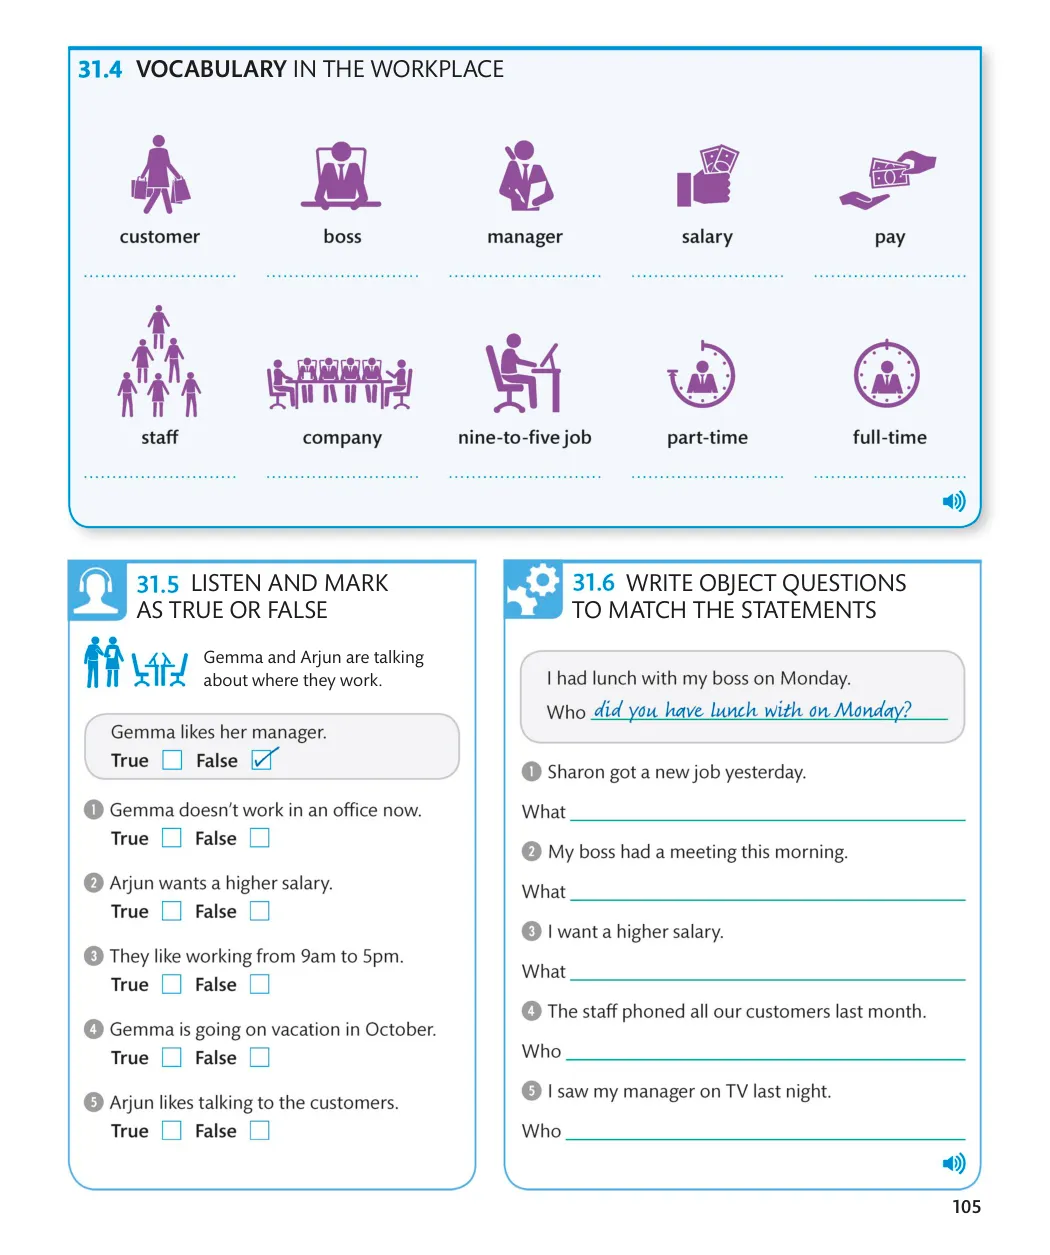 31.4 VOCABULARY IN THE WORKPLACE
customer boss manager salary pay
staff company nine-to-five job part-time full-time
31.5 LISTEN AND MARK
AS TRUE OR FALSE
Gemma and Arjun are talking
about where they work.
Gemma likes her manager.
True False
1 Gemma doesn't work in an office now.
True False
2 Arjun wants a higher salary.
True False
3 They like working from 9am to 5pm.
True False
4 Gemma is going on vacation in October.
True False
5 Arjun likes talking to the customers.
True False
31.6 WRITE OBJECT QUESTIONS
TO MATCH THE STATEMENTS
I had lunch with my boss on Monday.
Who did you have lunch with on Monday?
1 Sharon got a new job yesterday.
What
2 My boss had a meeting this morning.
What
3 I want a higher salary.
What
4 The staff phoned all our customers last month.
Who
5 I saw my manager on TV last night.
Who
105